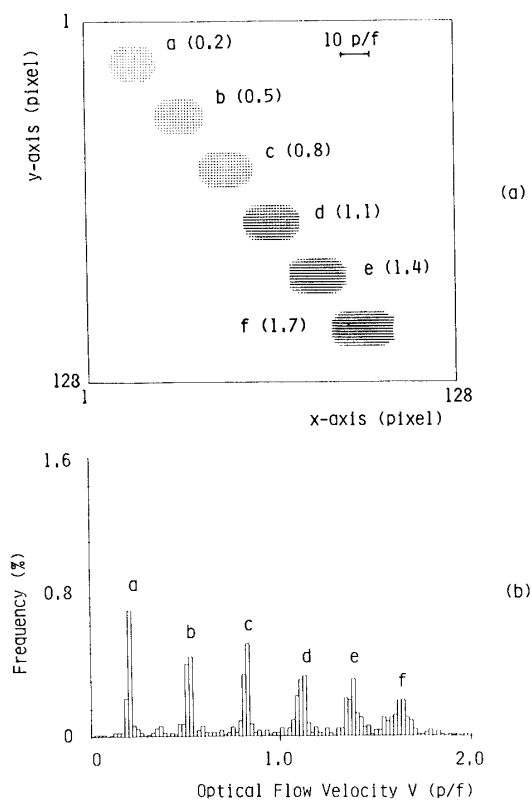 1
a (0.2)
10 p/f
b (0.5)
c (0.8)
d (1.1)
e (1.4)
f (1.7)
y-axis (pixel)
(a)
128
1
128
x-axis (pixel)
1.6
0.8
0
Frequency (%)
a
b
c
d
e
f
(b)
0
1.0
2.0
Optical Flow Velocity V (p/f)